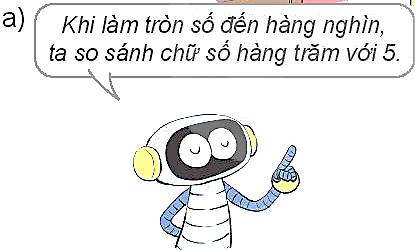 a)
Khi làm tròn số đến hàng nghìn,
ta so sánh chữ số hàng trăm với 5.